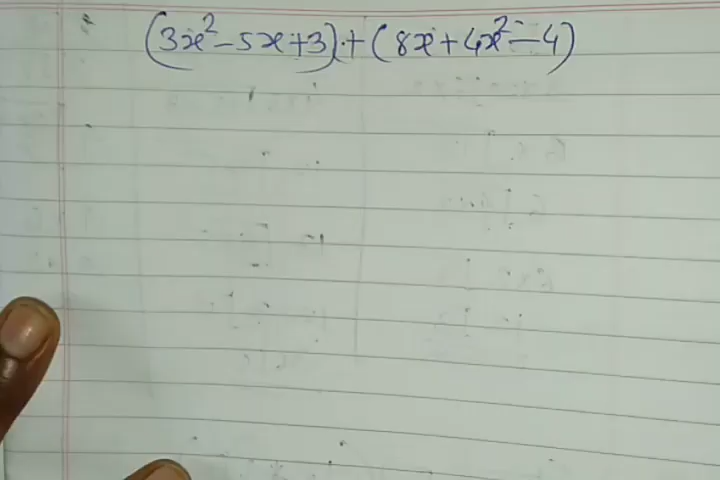 (3x² - 5x + 3) + (8x + 4x² - 4)